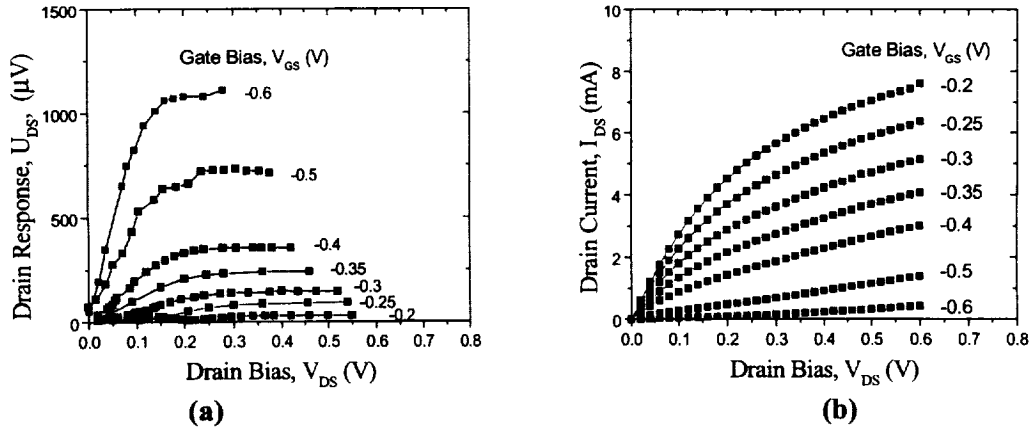 1500
1000
500
0
Drain Response, U_DS, (μV)
Gate Bias, V_GS (V)
-0.6
-0.5
-0.4
-0.35
-0.3
-0.25
-0.2
0.0 0.1 0.2 0.3 0.4 0.5 0.6 0.7 0.8
Drain Bias, V_DS (V)
(a)
10
8
6
4
2
0
Drain Current, I_DS (mA)
Gate Bias, V_GS (V)
-0.2
-0.25
-0.3
-0.35
-0.4
-0.5
-0.6
0.0 0.1 0.2 0.3 0.4 0.5 0.6 0.7 0.8
Drain Bias, V_DS (V)
(b)